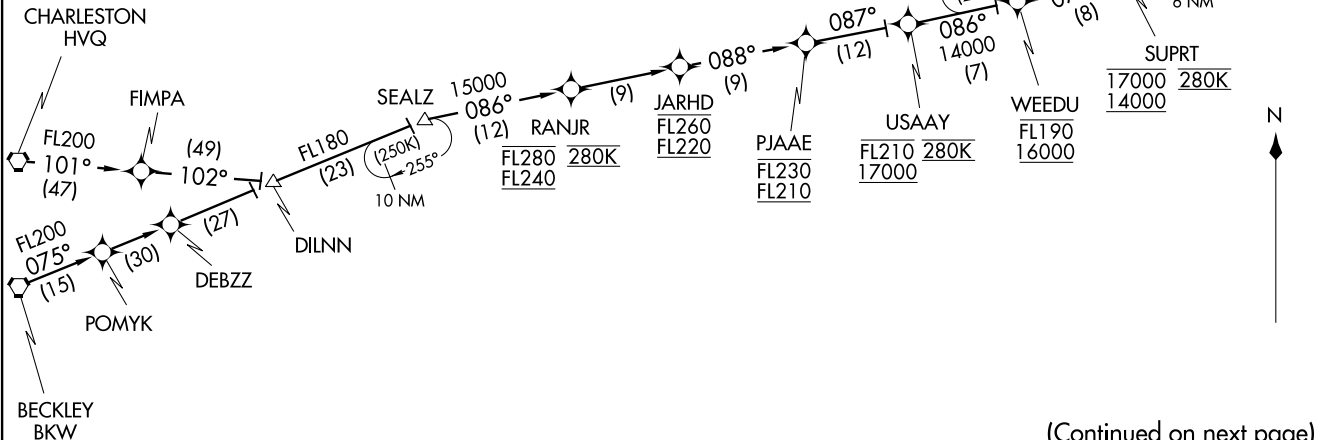 CHARLESTON
HVQ
FL200
101°
(47)
FIMPA
(49)
102°
FL200
075°
(15)
POMYK
(30)
DEBZZ
(27)
DILNN
BECKLEY
BKW
FL180
(23)
SEALZ
(250K)
255°
10 NM
15000
086°
(12)
RANJR
FL280 280K
FL240
(9)
JARHD
FL260
FL220
088°
(9)
PJAAE
FL230
FL210
087°
(12)
USAAY
FL210 280K
17000
086°
14000
(7)
WEEDU
FL190
16000
(8)
SUPRT
17000 280K
14000
N
(Continued on next page)